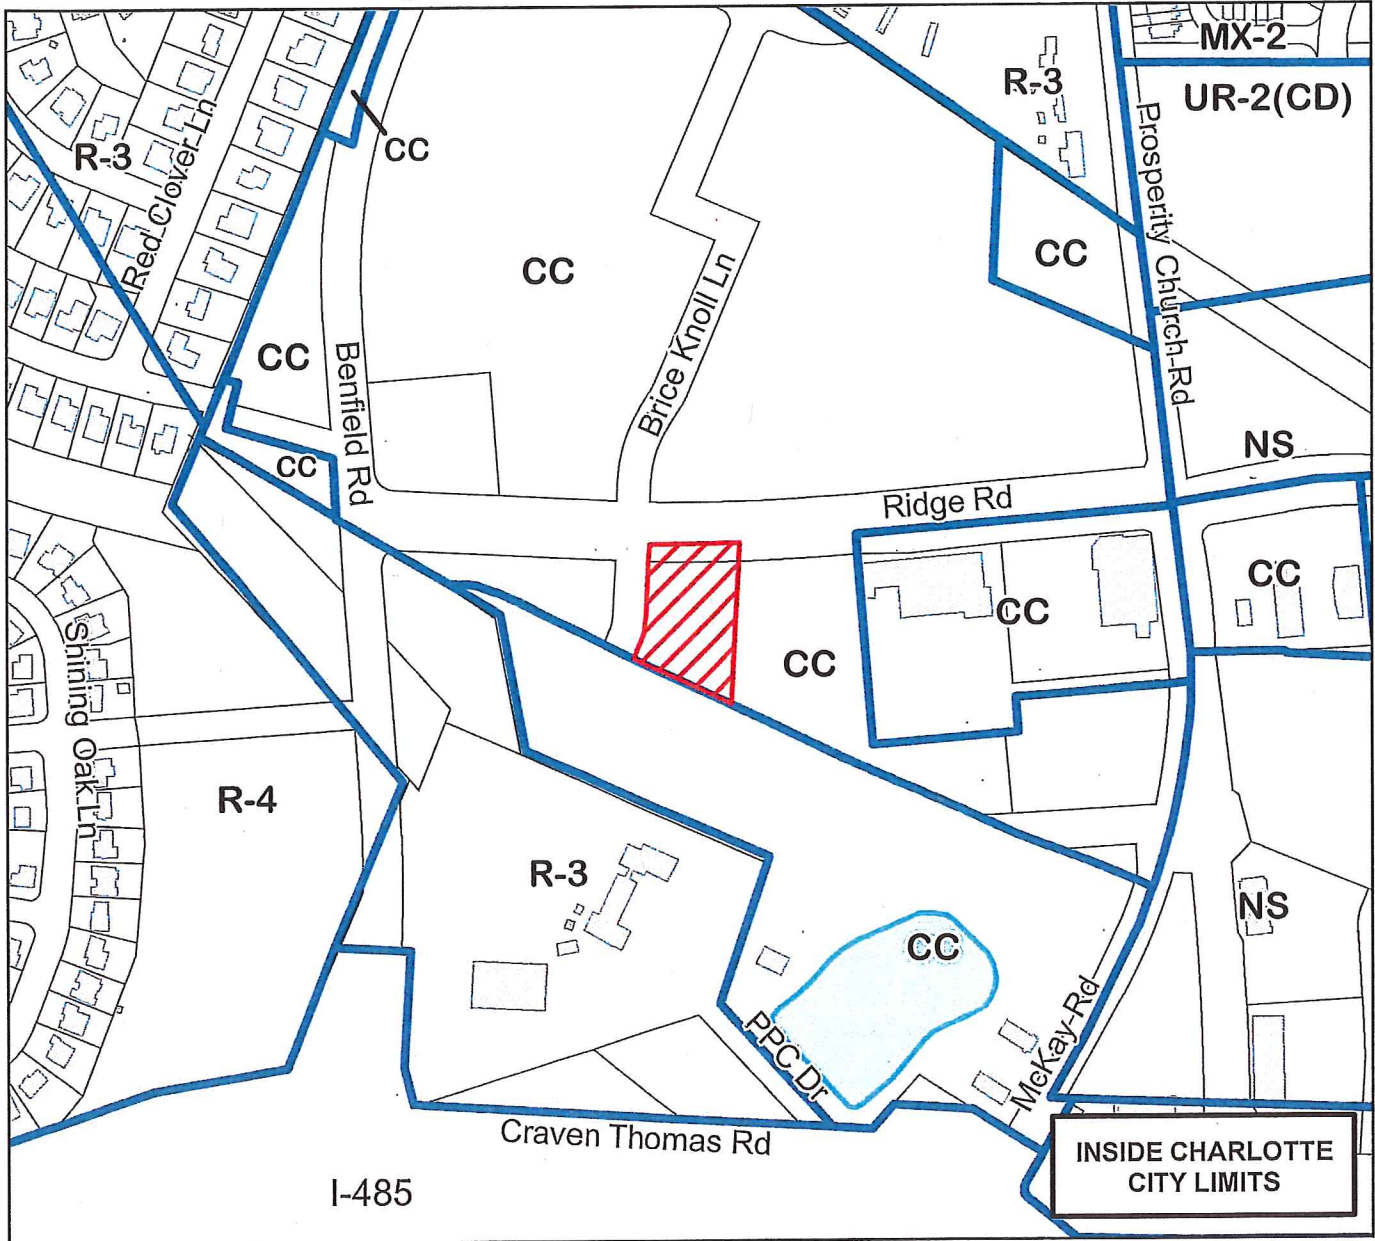 MX-2
R-3
UR-2(CD)
CC
R-3
Red Clover Ln
Prosperity Church Rd
CC
CC
Brice Knoll Ln
CC
Benfield Rd
NS
CC
Ridge Rd
CC
CC
CC
Shining Oak Ln
R-4
R-3
NS
CC
McKay Rd
PPC Dr
Craven Thomas Rd
INSIDE CHARLOTTE
CITY LIMITS
I-485